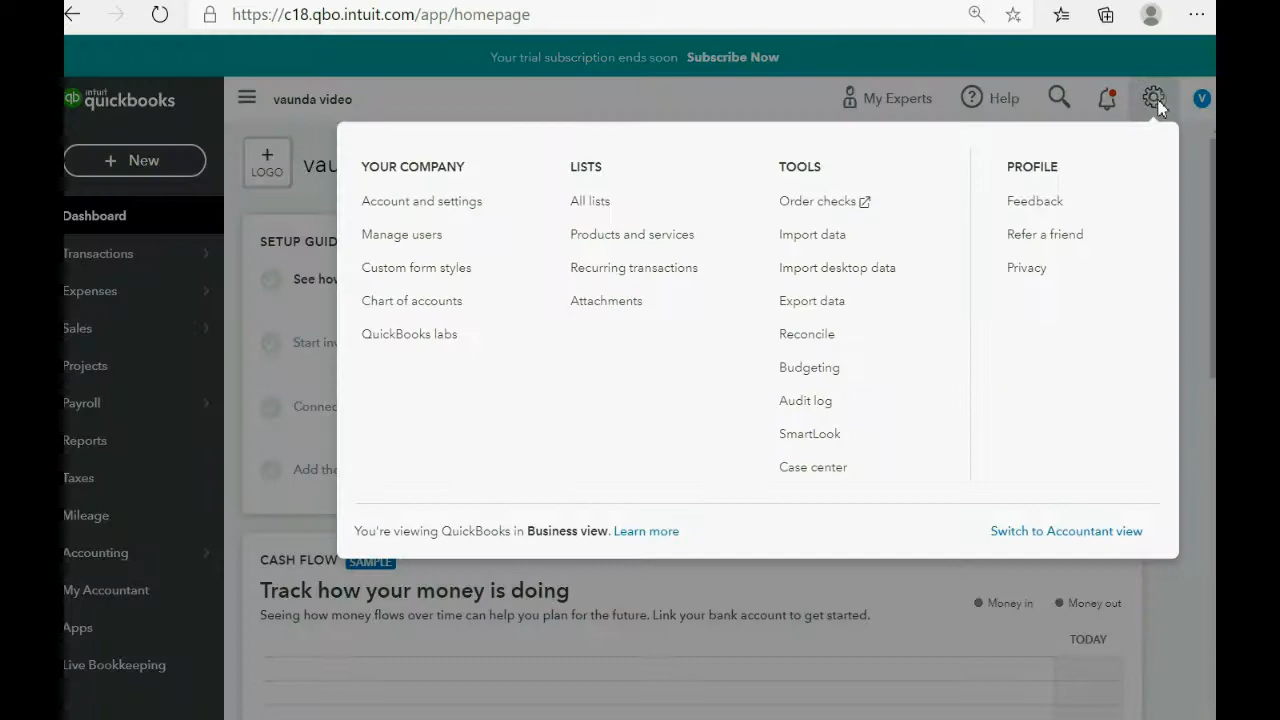 https://c18.qbo.intuit.com/app/homepage
Your trial subscription ends soon Subscribe Now
intuit
quickbooks
vaunda video
My Experts
Help
V
+ New
+
LOGO
vau
Dashboard
Transactions
Expenses
Sales
Projects
Payroll
Reports
Taxes
Mileage
Accounting
My Accountant
Apps
Live Bookkeeping
SETUP GUID
See how
Start inv
Connec
Add the
YOUR COMPANY
Account and settings
Manage users
Custom form styles
Chart of accounts
QuickBooks labs
LISTS
All lists
Products and services
Recurring transactions
Attachments
TOOLS
Order checks
Import data
Import desktop data
Export data
Reconcile
Budgeting
Audit log
SmartLook
Case center
PROFILE
Feedback
Refer a friend
Privacy
You're viewing QuickBooks in Business view. Learn more
Switch to Accountant view
CASH FLOW SAMPLE
Track how your money is doing
Seeing how money flows over time can help you plan for the future. Link your bank account to get started.
Money in
Money out
TODAY